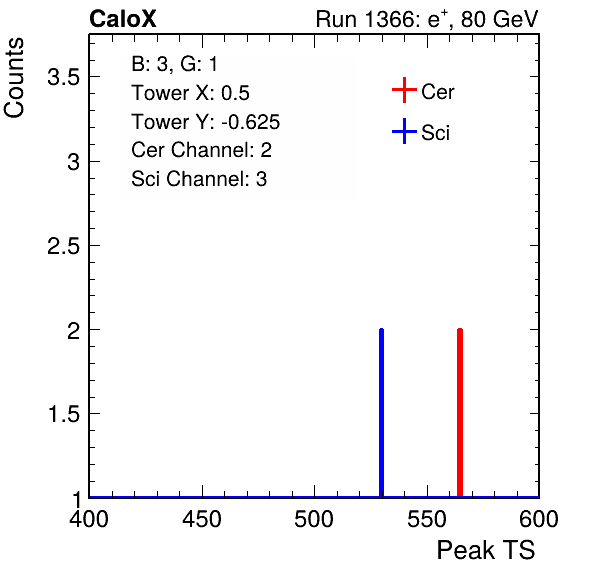 CaloX Run 1366: e⁺, 80 GeV
Counts
B: 3, G: 1
Tower X: 0.5
Tower Y: -0.625
Cer Channel: 2
Sci Channel: 3
Cer
Sci
3.5
3
2.5
2
1.5
1
400 450 500 550 600
Peak TS